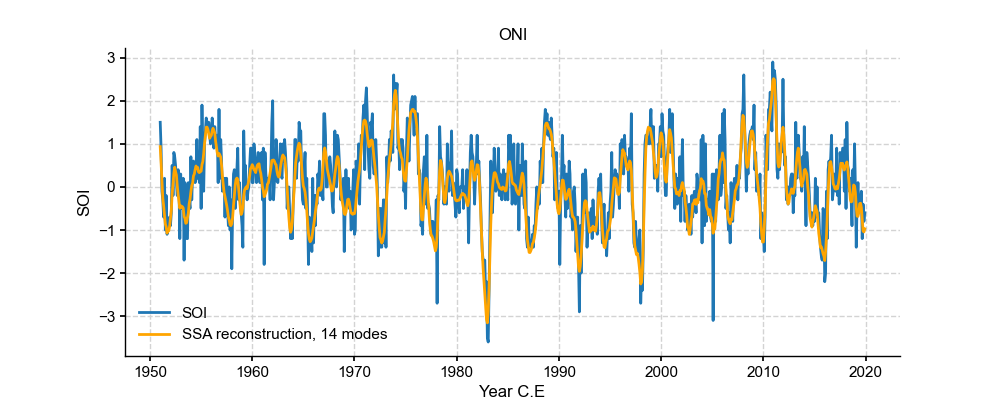 ONI
SOI
3
2
1
0
−1
−2
−3
SOI
SSA reconstruction, 14 modes
1950 1960 1970 1980 1990 2000 2010 2020
Year C.E